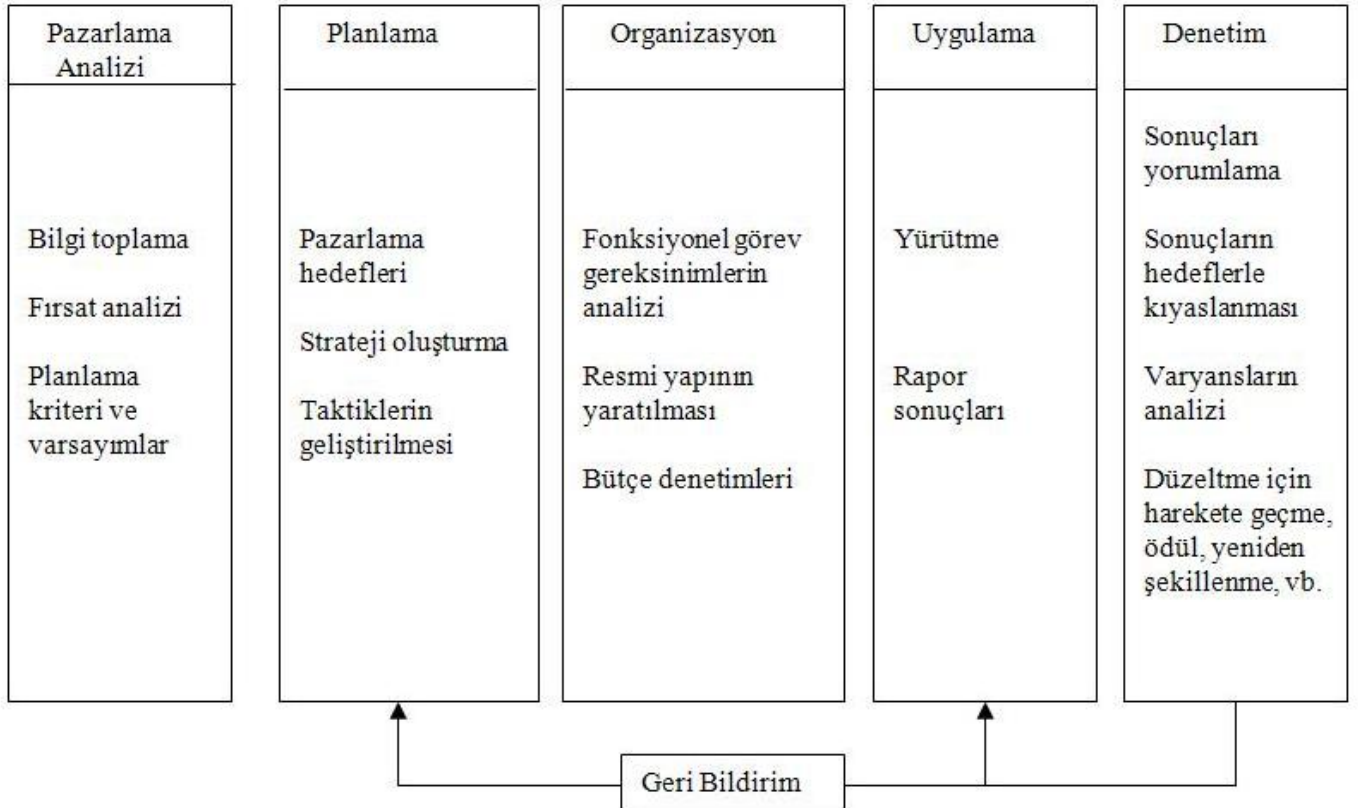 Pazarlama
Analizi
Bilgi toplama
Fırsat analizi
Planlama
kriteri ve
varsayımlar
Planlama
Pazarlama
hedefleri
Strateji oluşturma
Taktiklerin
geliştirilmesi
Organizasyon
Fonksiyonel görev
gereksinimlerin
analizi
Resmi yapının
yaratılması
Bütçe denetimleri
Uygulama
Yürütme
Rapor
sonuçları
Denetim
Sonuçları
yorumlama
Sonuçların
hedeflerle
kıyaslanması
Varyansların
analizi
Düzeltme için
harekete geçme,
ödül, yeniden
şekillenme, vb.
Geri Bildirim